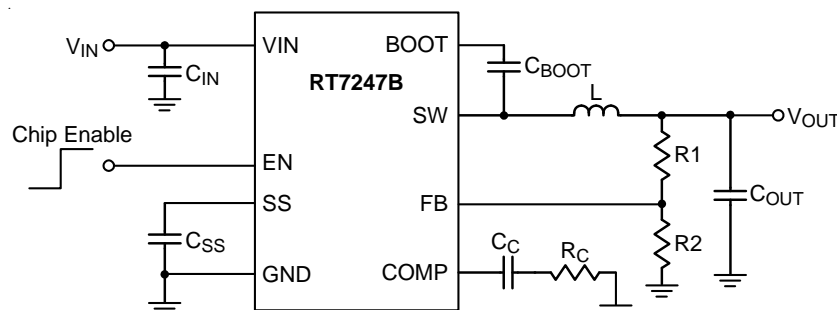 VIN
VIN
BOOT
CIN
RT7247B
CBOOT
SW
L
VOUT
Chip Enable
R1
EN
SS
FB
COUT
CSS
R2
CC
RC
GND
COMP